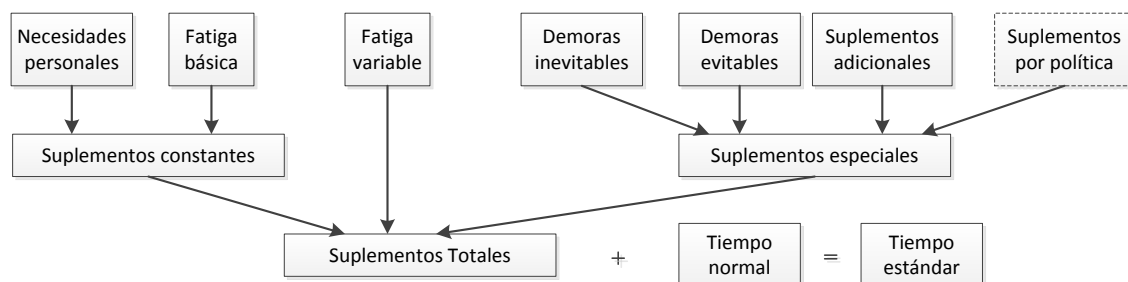 Necesidades
personales
Fatiga
básica
Fatiga
variable
Demoras
inevitables
Demoras
evitables
Suplementos
adicionales
Suplementos
por política
Suplementos constantes
Suplementos especiales
Suplementos Totales
+
Tiempo
normal
=
Tiempo
estándar